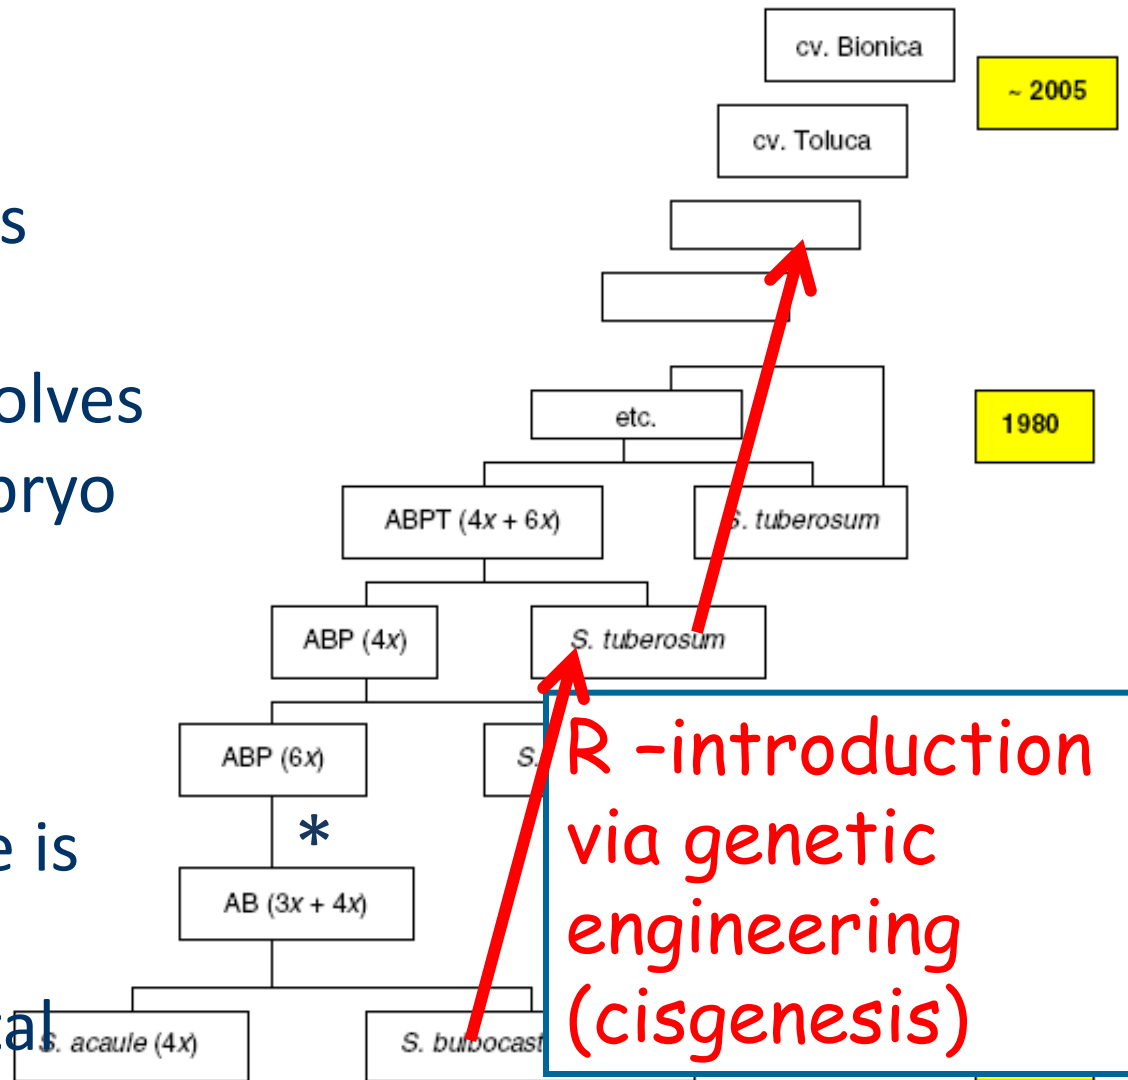 cv. Bionica
~ 2005
cv. Toluca
s
olves
etc.
1980
bryo
ABPT (4x + 6x)
S. tuberosum
ABP (4x)
S. tuberosum
ABP (6x)
S.
R -introduction
via genetic
engineering
(cisgenesis)
*
e is
AB (3x + 4x)
tal
S. acaule (4x)
S. bulbocast